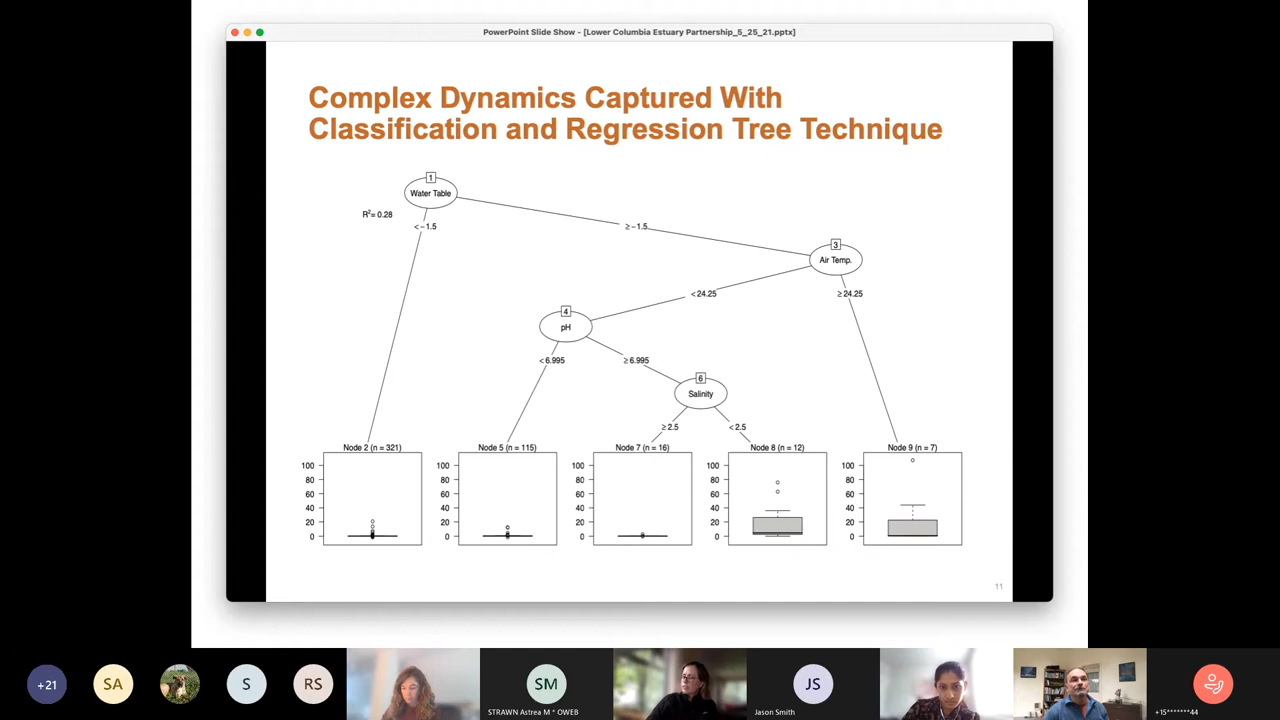 PowerPoint Slide Show - [Lower Columbia Estuary Partnership_5_25_21.pptx]
Complex Dynamics Captured With
Classification and Regression Tree Technique
1
Water Table
R²= 0.28
< −1.5
≥ −1.5
3
Air Temp.
< 24.25
≥ 24.25
4
pH
< 6.995
≥ 6.995
6
Salinity
≥ 2.5
< 2.5
Node 2 (n = 321)
Node 5 (n = 115)
Node 7 (n = 16)
Node 8 (n = 12)
Node 9 (n = 7)
100 100 100 100 100
80 80 80 80 80
60 60 60 60 60
40 40 40 40 40
20 20 20 20 20
0 0 0 0 0
11
+21
SA
S
RS
SM
STRAWN Astrea M * OWEB
JS
Jason Smith
+15*******44